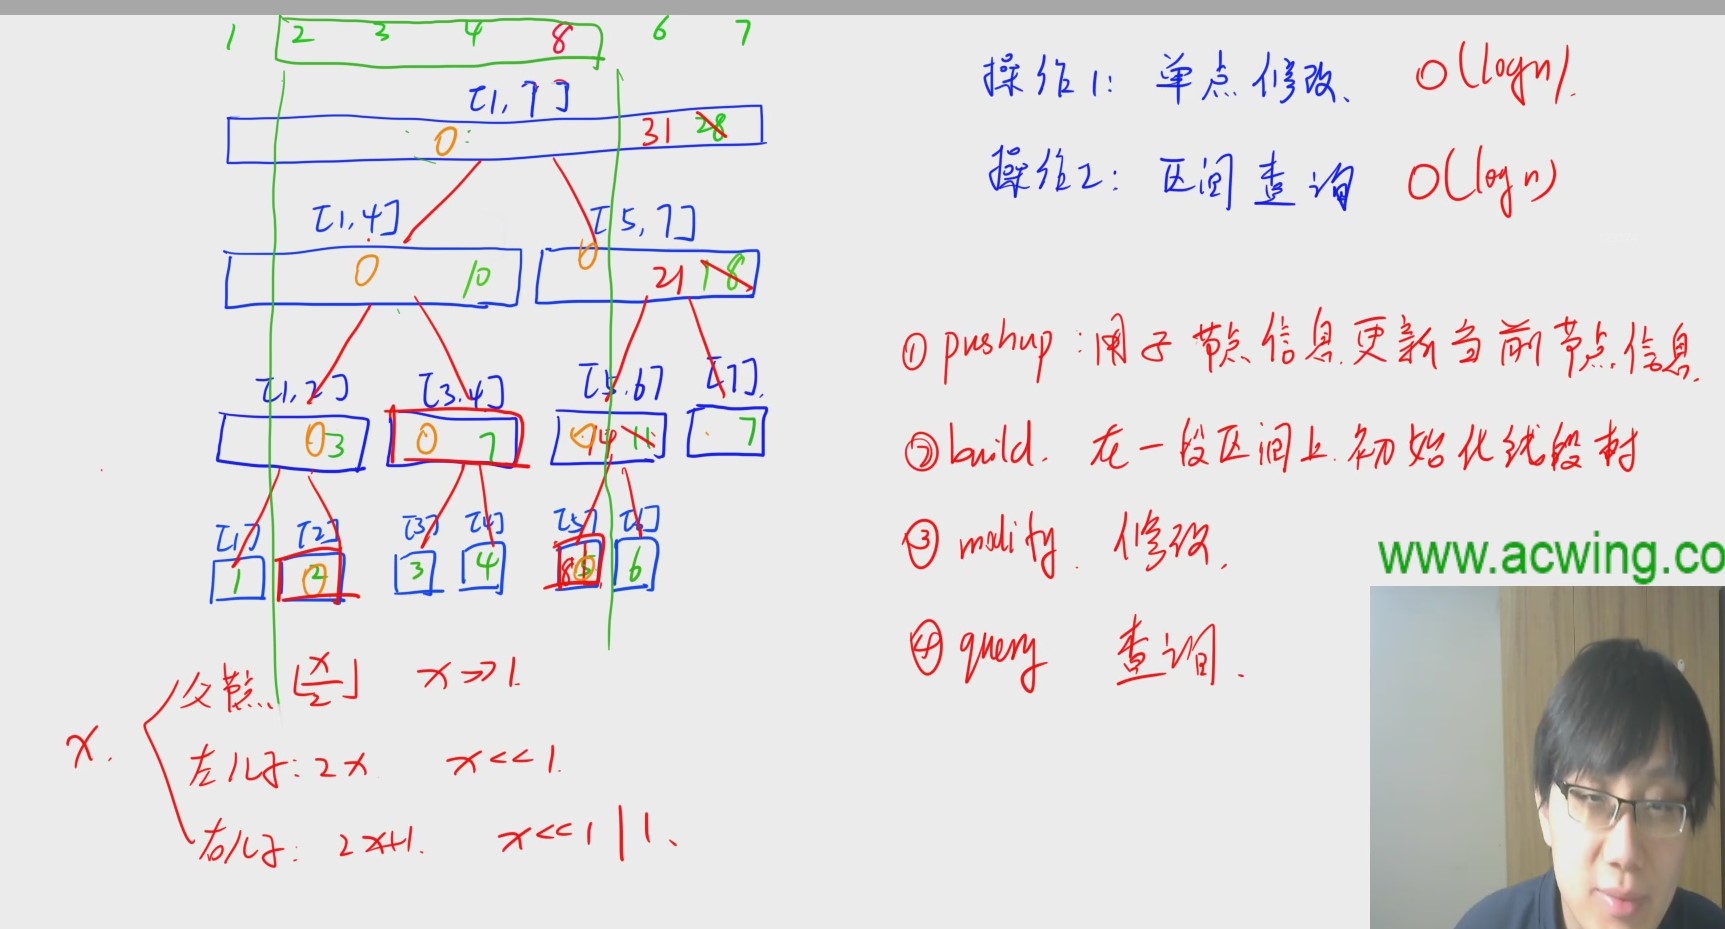 1 2 3 4 8 6 7
[1,7]
0 31 28
[1,4] [5,7]
0 10 0 21 18
[1,2] [3,4] [5,6] [7]
0 3 0 7 0 14 11 7
[1] [2] [3] [4] [5] [6]
1 2 0 3 4 8 5 0 6
x.
父节点 ⌊x/2⌋ x>>1.
左儿子: 2x x<<1.
右儿子: 2x+1. x<<1|1、
操作1: 单点修改、 O(logn).
操作2: 区间查询 O(logn)
① pushup: 用子节点信息更新当前节点信息.
② build. 在一段区间上初始化线段树
③ modify. 修改.
④ query 查询.
www.acwing.co